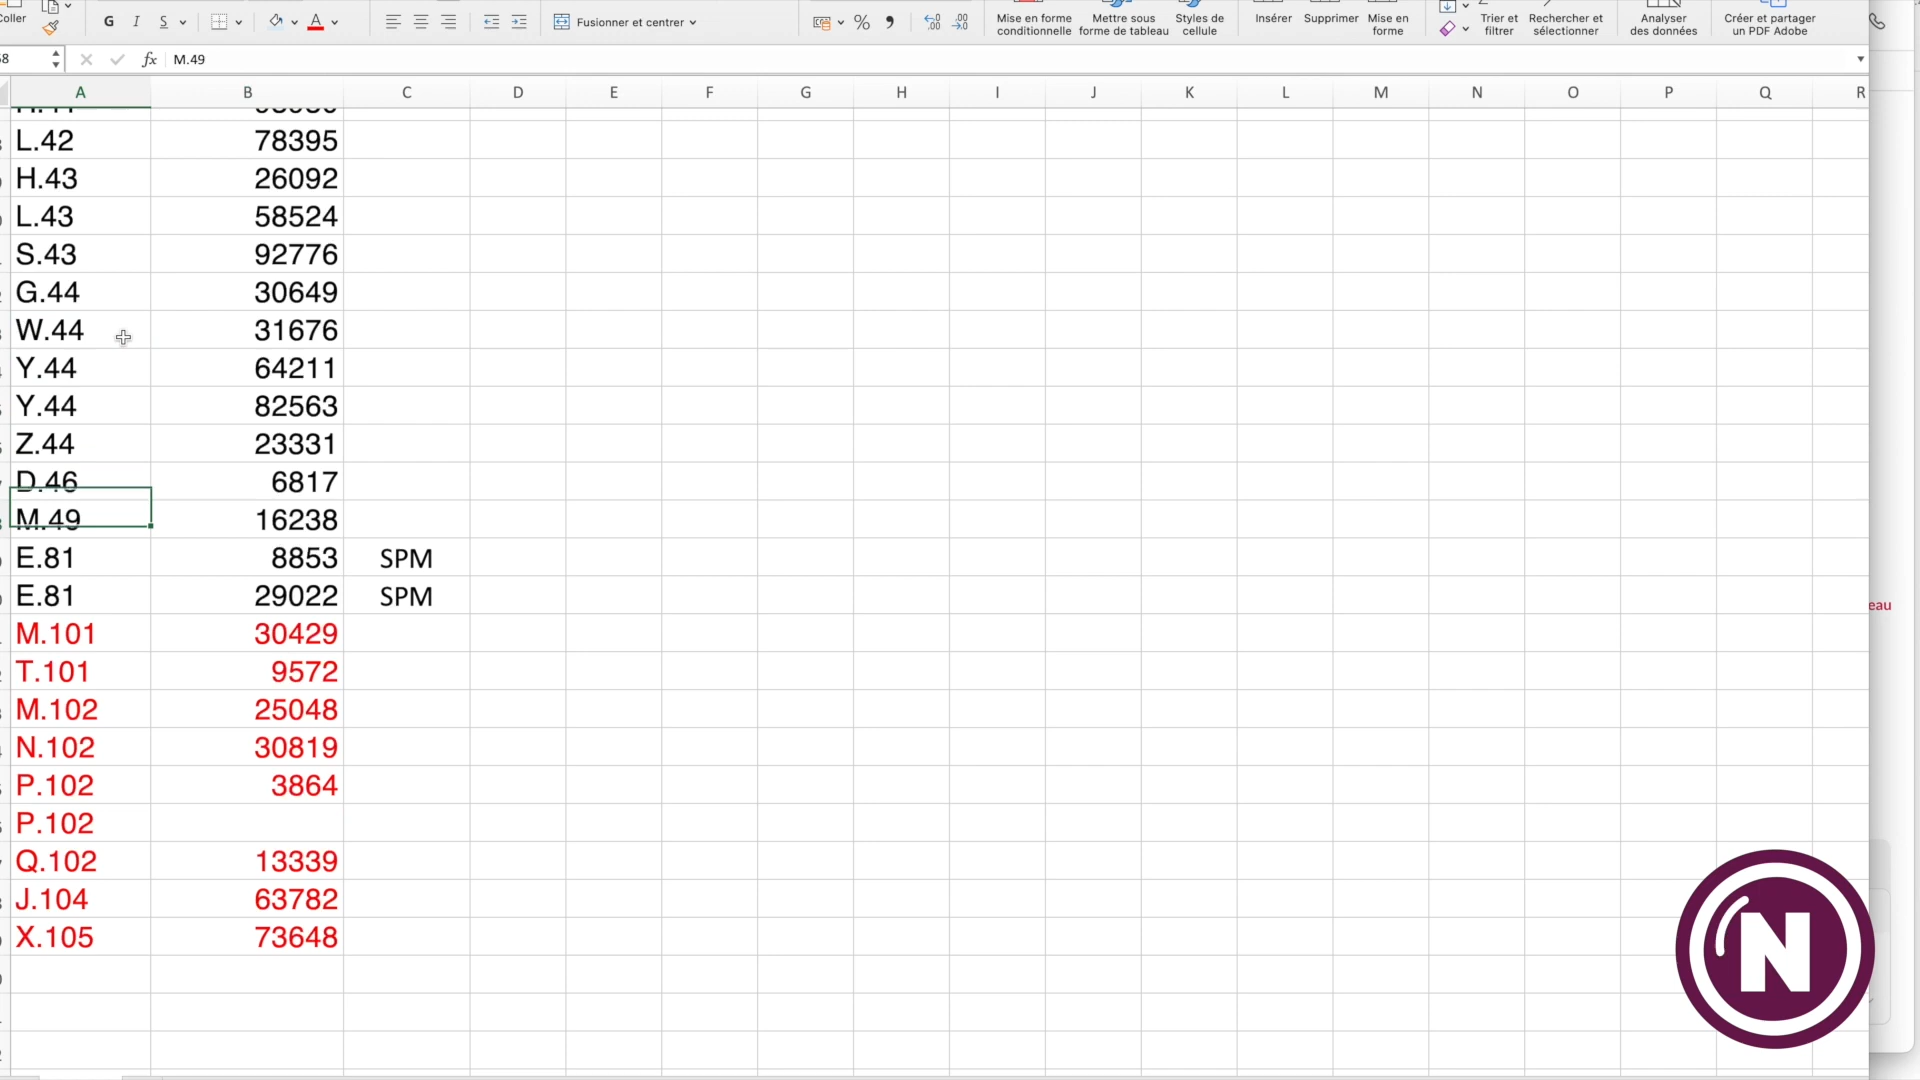 oller
G I S A
Fusionner et centrer
%
Mise en forme conditionnelle
Mettre sous forme de tableau
Styles de cellule
Insérer
Supprimer
Mise en forme
Trier et filtrer
Rechercher et sélectionner
Analyser des données
Créer et partager un PDF Adobe
fx M.49
A B C D E F G H I J K L M N O P Q R
L.42 78395
H.43 26092
L.43 58524
S.43 92776
G.44 30649
W.44 31676
Y.44 64211
Y.44 82563
Z.44 23331
D.46 6817
M.49 16238
E.81 8853 SPM
E.81 29022 SPM
eau
M.101 30429
T.101 9572
M.102 25048
N.102 30819
P.102 3864
P.102
Q.102 13339
J.104 63782
X.105 73648
N